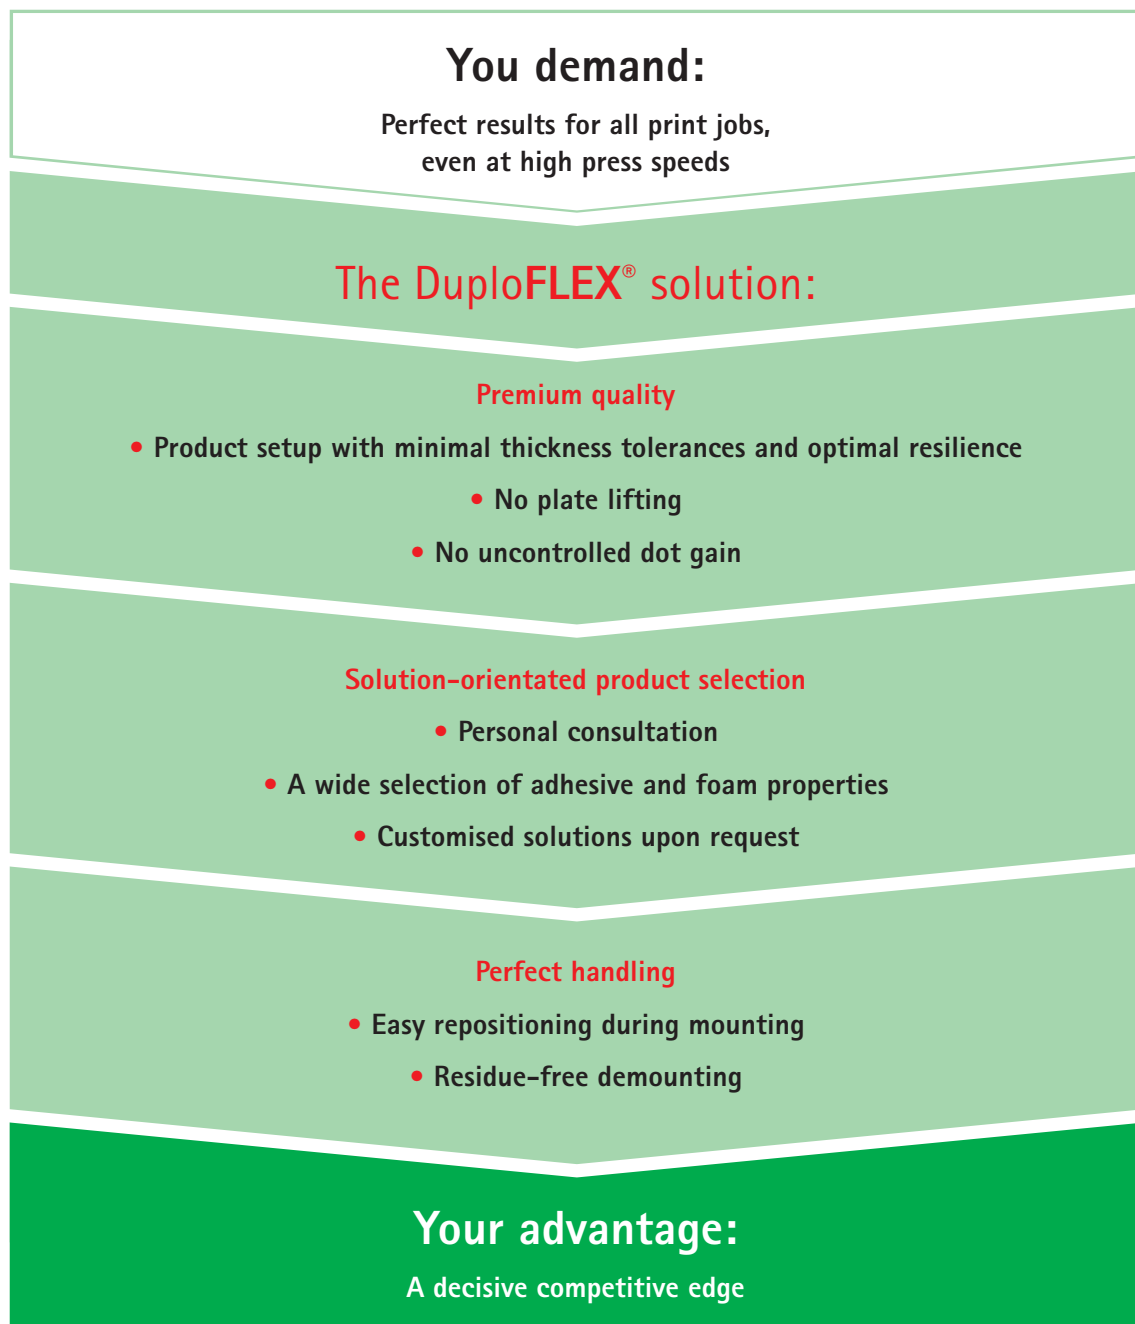 You demand:
Perfect results for all print jobs,
even at high press speeds
The DuploFLEX® solution:
Premium quality
• Product setup with minimal thickness tolerances and optimal resilience
• No plate lifting
• No uncontrolled dot gain
Solution-orientated product selection
• Personal consultation
• A wide selection of adhesive and foam properties
• Customised solutions upon request
Perfect handling
• Easy repositioning during mounting
• Residue-free demounting
Your advantage:
A decisive competitive edge